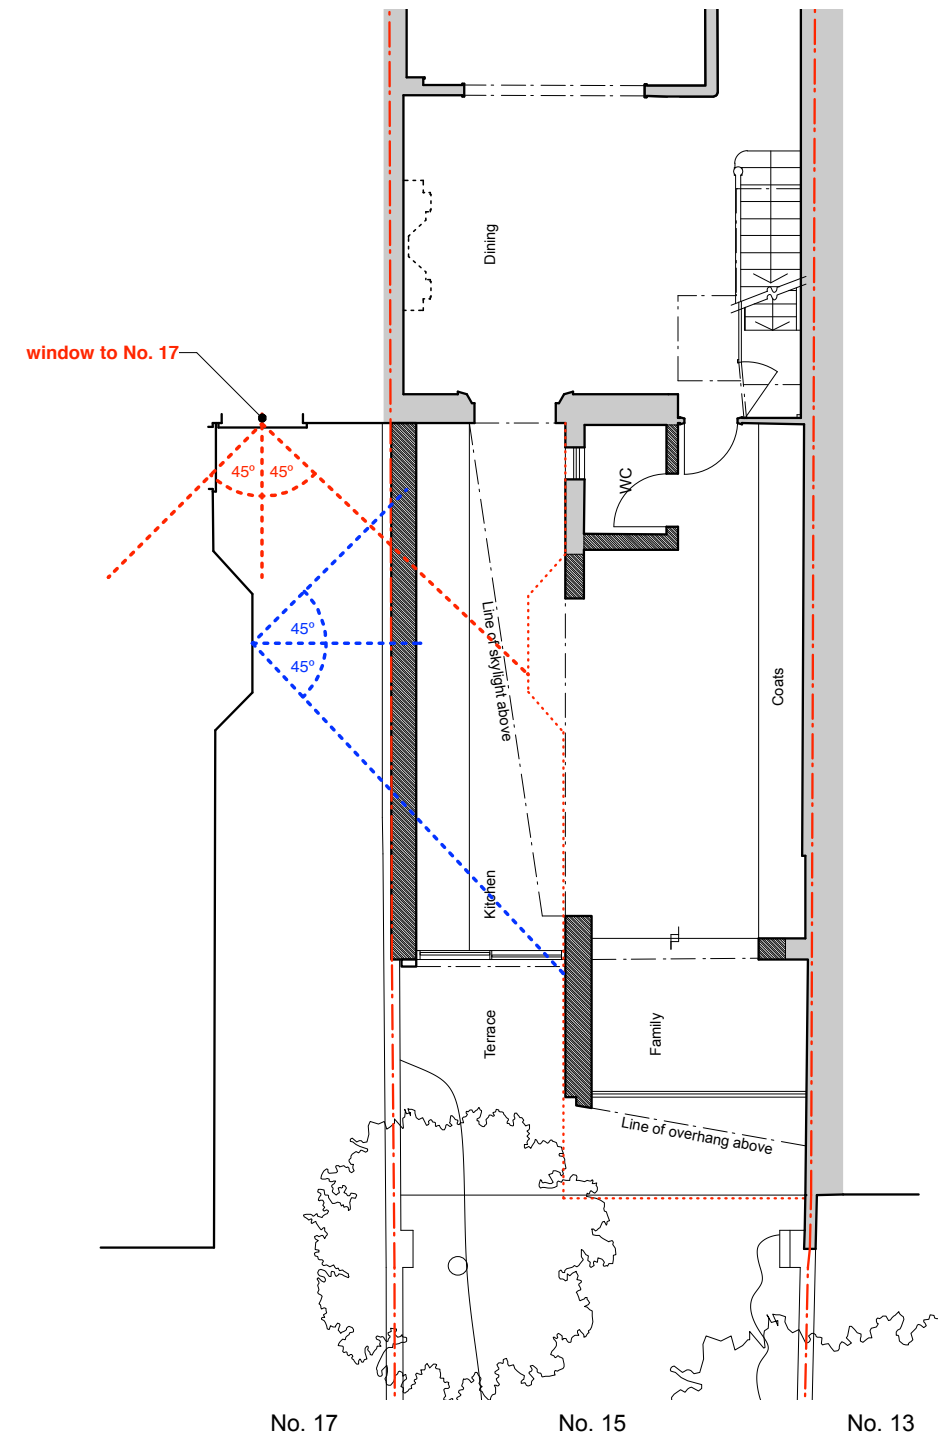 Dining
window to No. 17
45º 45º
WC
45º
45º
Line of skylight above
Coats
Kitchen
Terrace
Family
Line of overhang above
No. 17
No. 15
No. 13